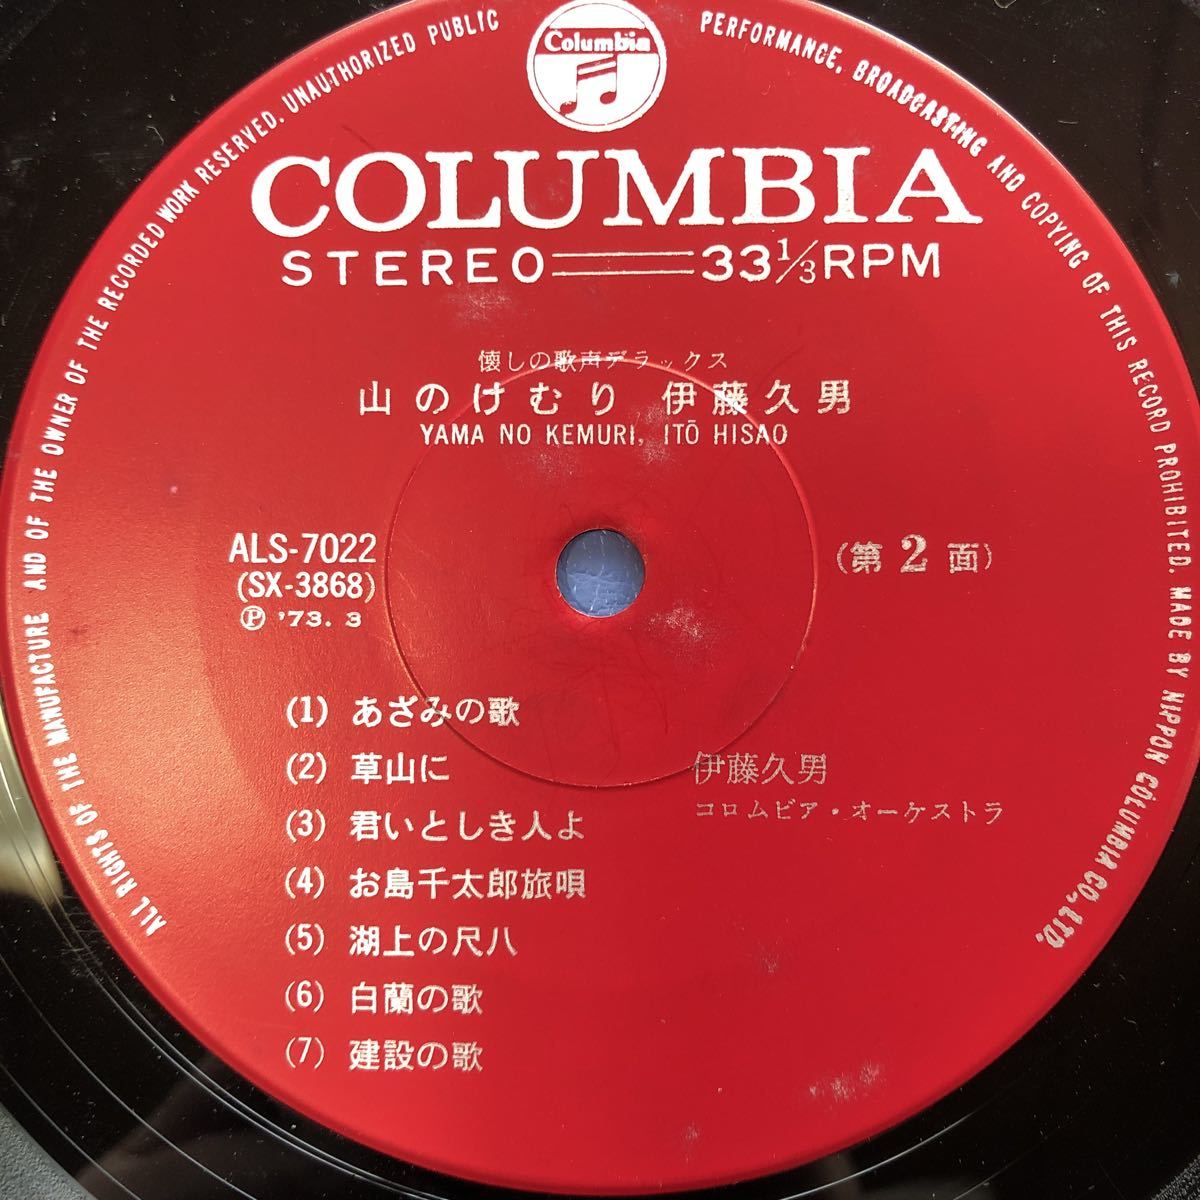 ALL RIGHTS OF THE MANUFACTURE AND OF THE OWNER OF THE RECORDED WORK RESERVED. UNAUTHORIZED PUBLIC PERFORMANCE, BROADCASTING AND COPYING OF THIS RECORD PROHIBITED. MADE BY NIPPON COLUMBIA CO., LTD.
Columbia
COLUMBIA
STEREO 33 1/3 RPM
懐しの歌声デラックス
山のけむり 伊藤久男
YAMA NO KEMURI, ITŌ HISAO
ALS-7022
(SX-3868)
Ⓟ '73. 3
(第2面)
(1) あざみの歌
(2) 草山に
(3) 君いとしき人よ
(4) お島千太郎旅唄
(5) 湖上の尺八
(6) 白蘭の歌
(7) 建設の歌
伊藤久男
コロムビア・オーケストラ